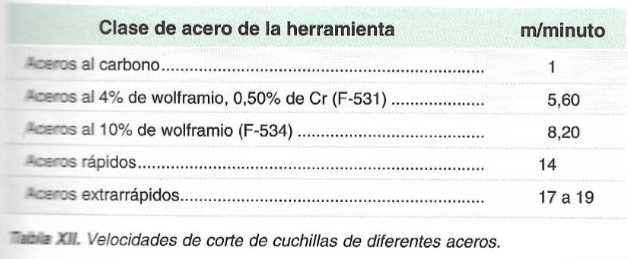 Clase de acero de la herramienta m/minuto
Aceros al carbono................................................................ 1
Aceros al 4% de wolframio, 0,50% de Cr (F-531) .................. 5,60
Aceros al 10% de wolframio (F-534) ..................................... 8,20
Aceros rápidos..................................................................... 14
Aceros extrarrápidos............................................................. 17 a 19
Tabla XII. Velocidades de corte de cuchillas de diferentes aceros.